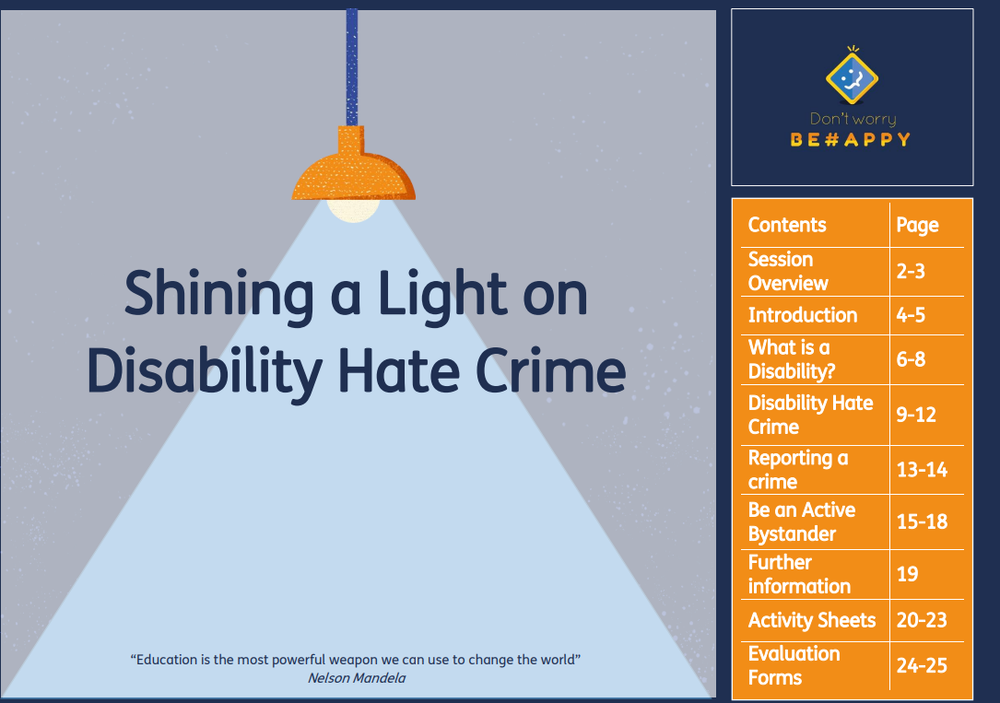 Shining a Light on
Disability Hate Crime
“Education is the most powerful weapon we can use to change the world”
Nelson Mandela
Don't worry
BE#APPY
Contents Page
Session
Overview 2-3
Introduction 4-5
What is a
Disability? 6-8
Disability Hate
Crime 9-12
Reporting a
crime 13-14
Be an Active
Bystander 15-18
Further
information 19
Activity Sheets 20-23
Evaluation
Forms 24-25